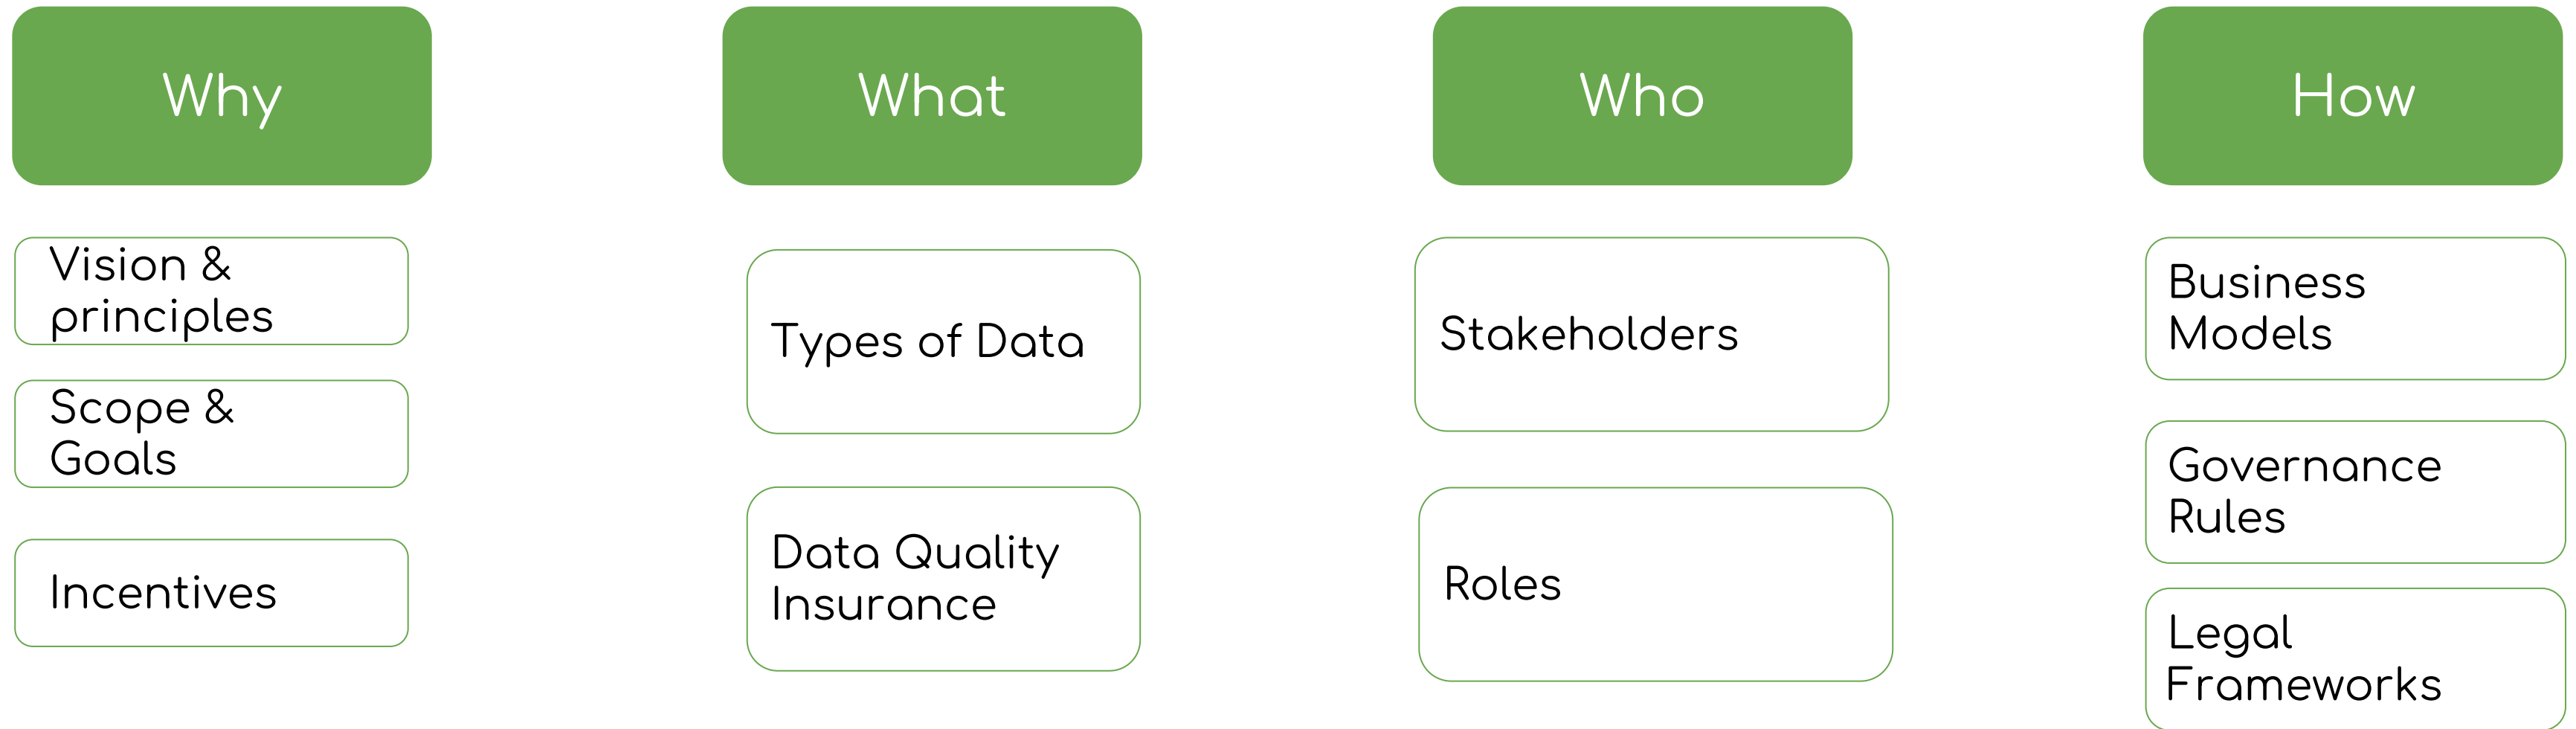 Why
Vision &
principles
Scope &
Goals
Incentives
What
Types of Data
Data Quality
Insurance
Who
Stakeholders
Roles
How
Business
Models
Governance
Rules
Legal
Frameworks